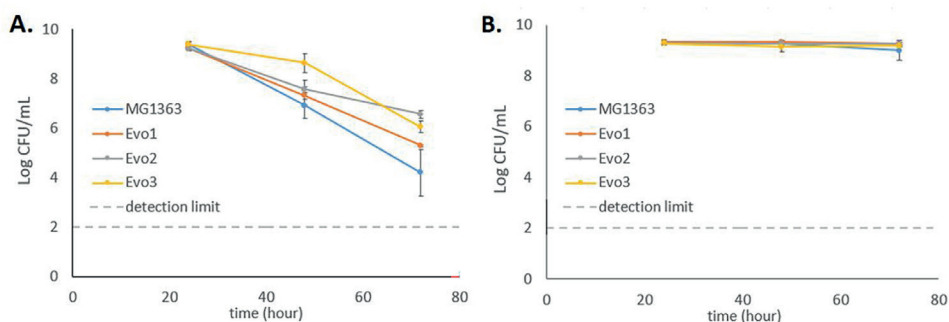 A.
10
8
6
4
2
0
Log CFU/mL
MG1363
Evo1
Evo2
Evo3
detection limit
0 20 40 60 80
time (hour)
B.
10
8
6
4
2
0
Log CFU/mL
MG1363
Evo1
Evo2
Evo3
detection limit
0 20 40 60 80
time (hour)